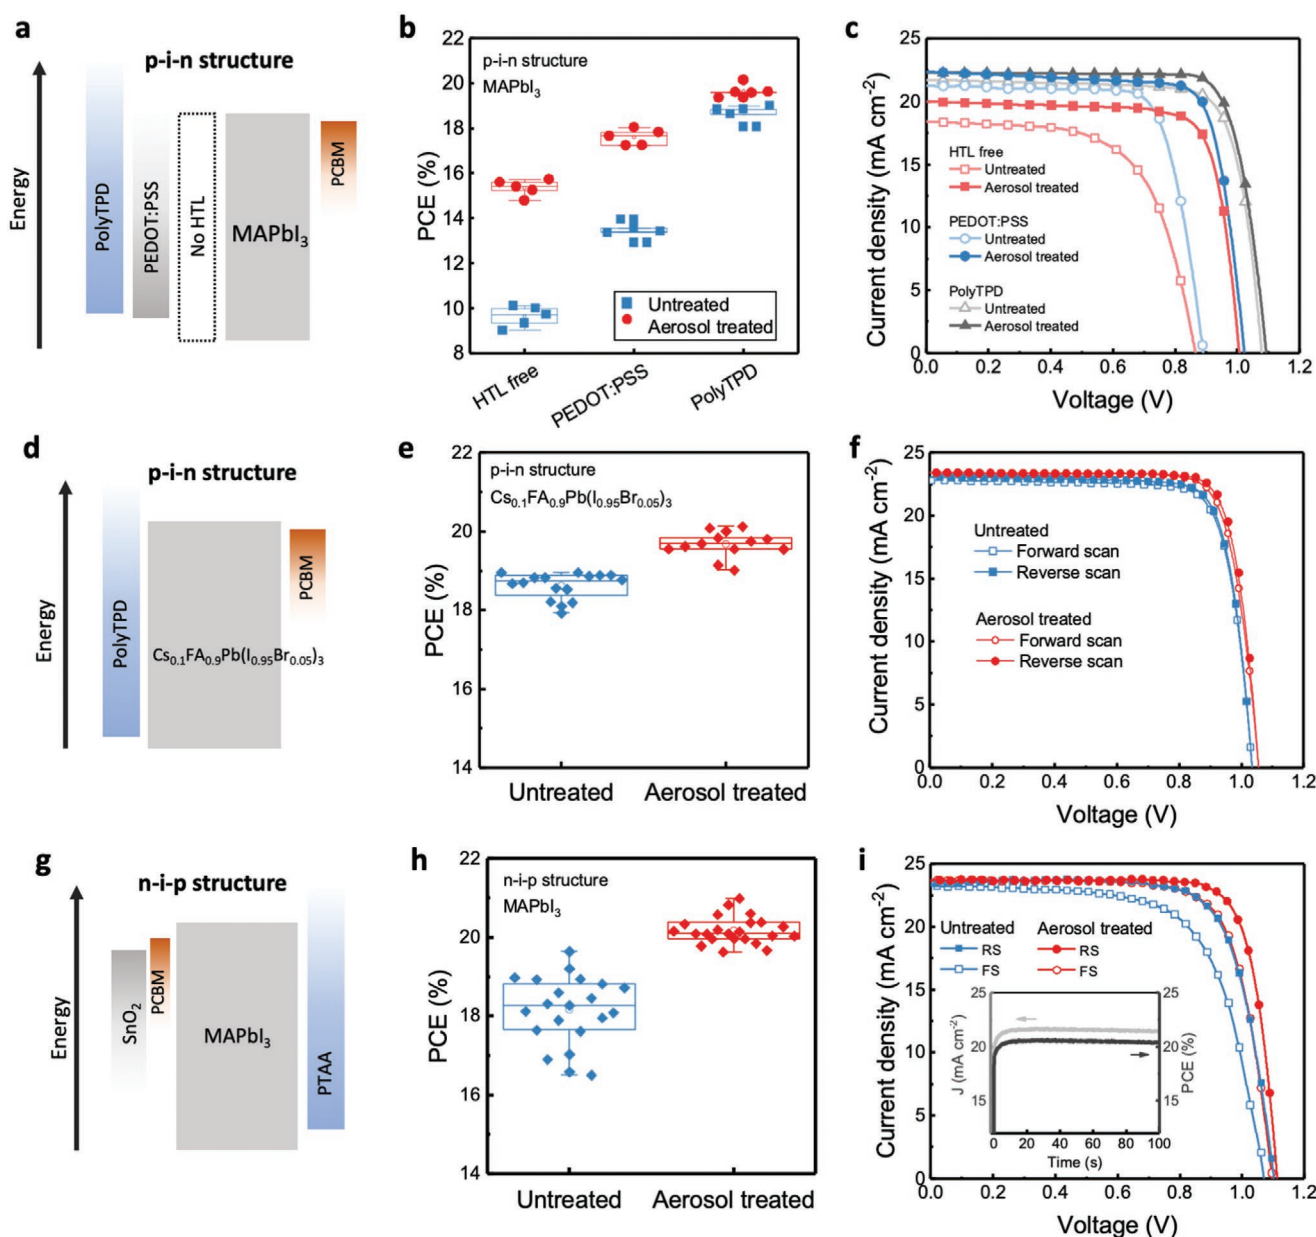 a
p-i-n structure
Energy
PolyTPD
PEDOT:PSS
No HTL
MAPbI3
PCBM
b
22
20
18
16
14
12
10
8
PCE (%)
p-i-n structure
MAPbI3
Untreated
Aerosol treated
HTL free
PEDOT:PSS
PolyTPD
c
25
20
15
10
5
0
Current density (mA cm-2)
HTL free
Untreated
Aerosol treated
PEDOT:PSS
Untreated
Aerosol treated
PolyTPD
Untreated
Aerosol treated
0.0 0.2 0.4 0.6 0.8 1.0 1.2
Voltage (V)
d
p-i-n structure
Energy
PolyTPD
Cs0.1FA0.9Pb(I0.95Br0.05)3
PCBM
e
22
20
18
16
14
PCE (%)
p-i-n structure
Cs0.1FA0.9Pb(I0.95Br0.05)3
Untreated Aerosol treated
f
25
20
15
10
5
0
Current density (mA cm-2)
Untreated
Forward scan
Reverse scan
Aerosol treated
Forward scan
Reverse scan
0.0 0.2 0.4 0.6 0.8 1.0 1.2
Voltage (V)
g
n-i-p structure
Energy
SnO2
PCBM
MAPbI3
PTAA
h
22
20
18
16
14
PCE (%)
n-i-p structure
MAPbI3
Untreated Aerosol treated
i
25
20
15
10
5
0
Current density (mA cm-2)
Untreated Aerosol treated
RS RS
FS FS
25 25
20 20
15 15
J (mA cm-2)
PCE (%)
0 20 40 60 80 100
Time (s)
0.0 0.2 0.4 0.6 0.8 1.0 1.2
Voltage (V)